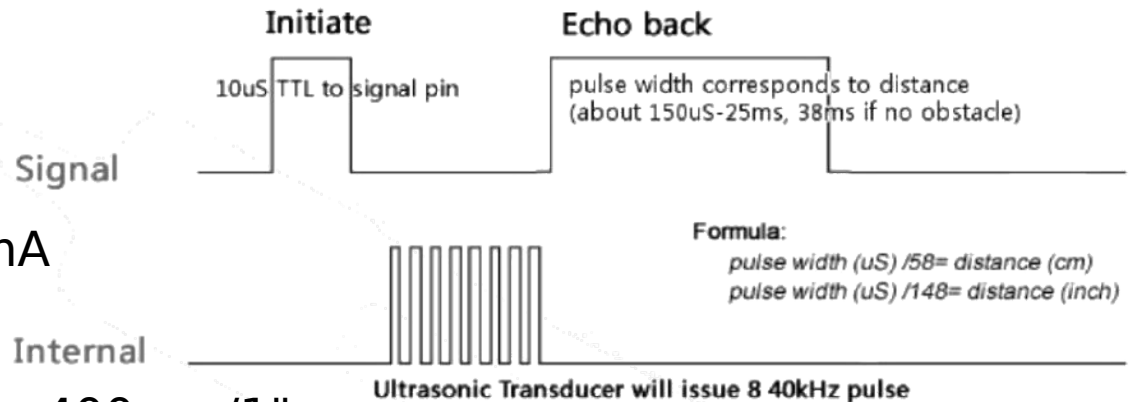 Initiate
Echo back
10uS TTL to signal pin
pulse width corresponds to distance
(about 150uS-25ms, 38ms if no obstacle)
Signal
mA
Formula:
pulse width (uS) /58= distance (cm)
pulse width (uS) /148= distance (inch)
Internal
Ultrasonic Transducer will issue 8 40kHz pulse